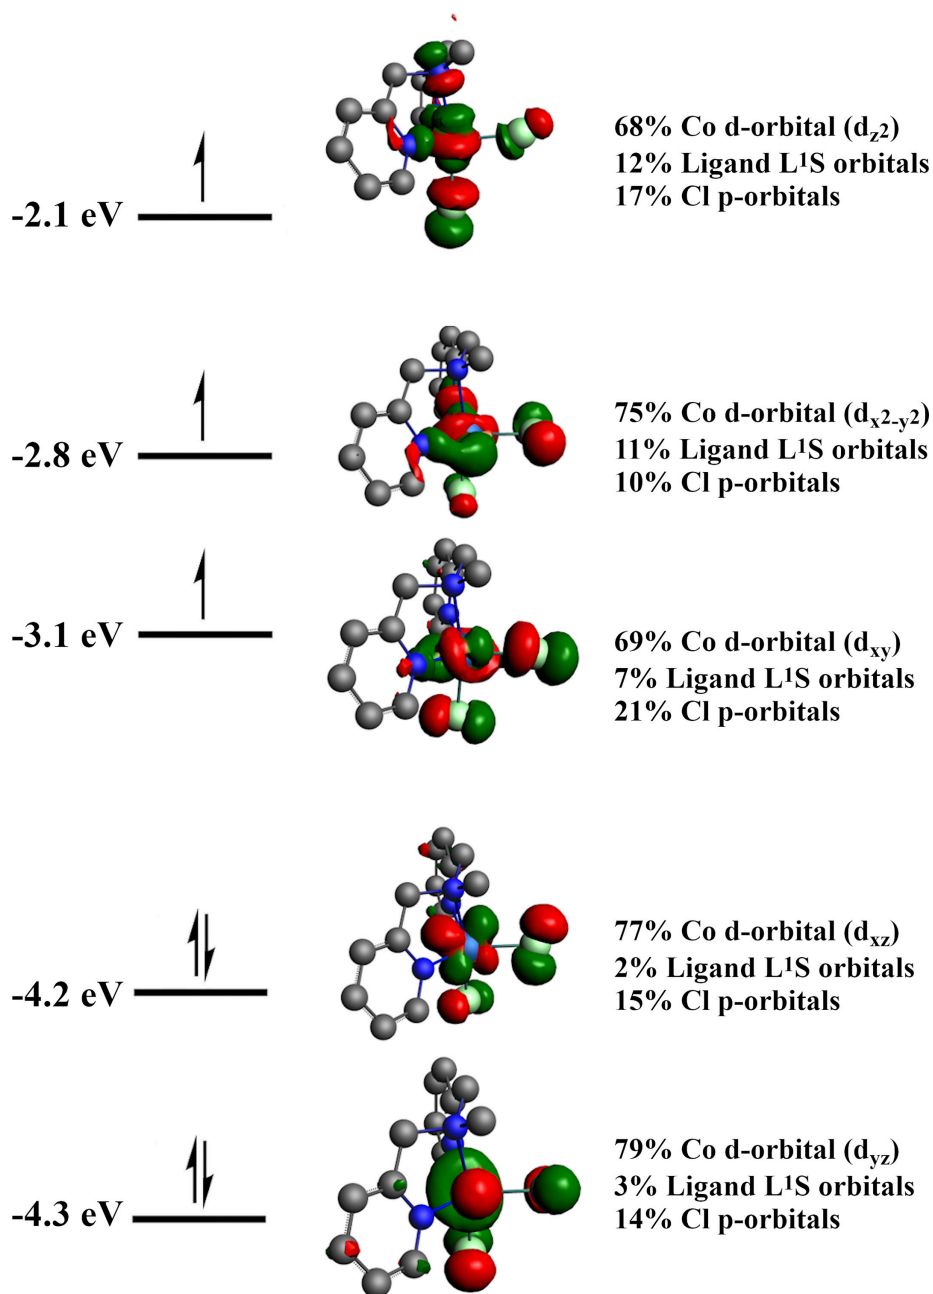 68% Co d-orbital (dz2)
12% Ligand L¹S orbitals
17% Cl p-orbitals
-2.1 eV
75% Co d-orbital (dx2-y2)
11% Ligand L¹S orbitals
10% Cl p-orbitals
-2.8 eV
-3.1 eV
69% Co d-orbital (dxy)
7% Ligand L¹S orbitals
21% Cl p-orbitals
77% Co d-orbital (dxz)
2% Ligand L¹S orbitals
15% Cl p-orbitals
-4.2 eV
79% Co d-orbital (dyz)
3% Ligand L¹S orbitals
14% Cl p-orbitals
-4.3 eV